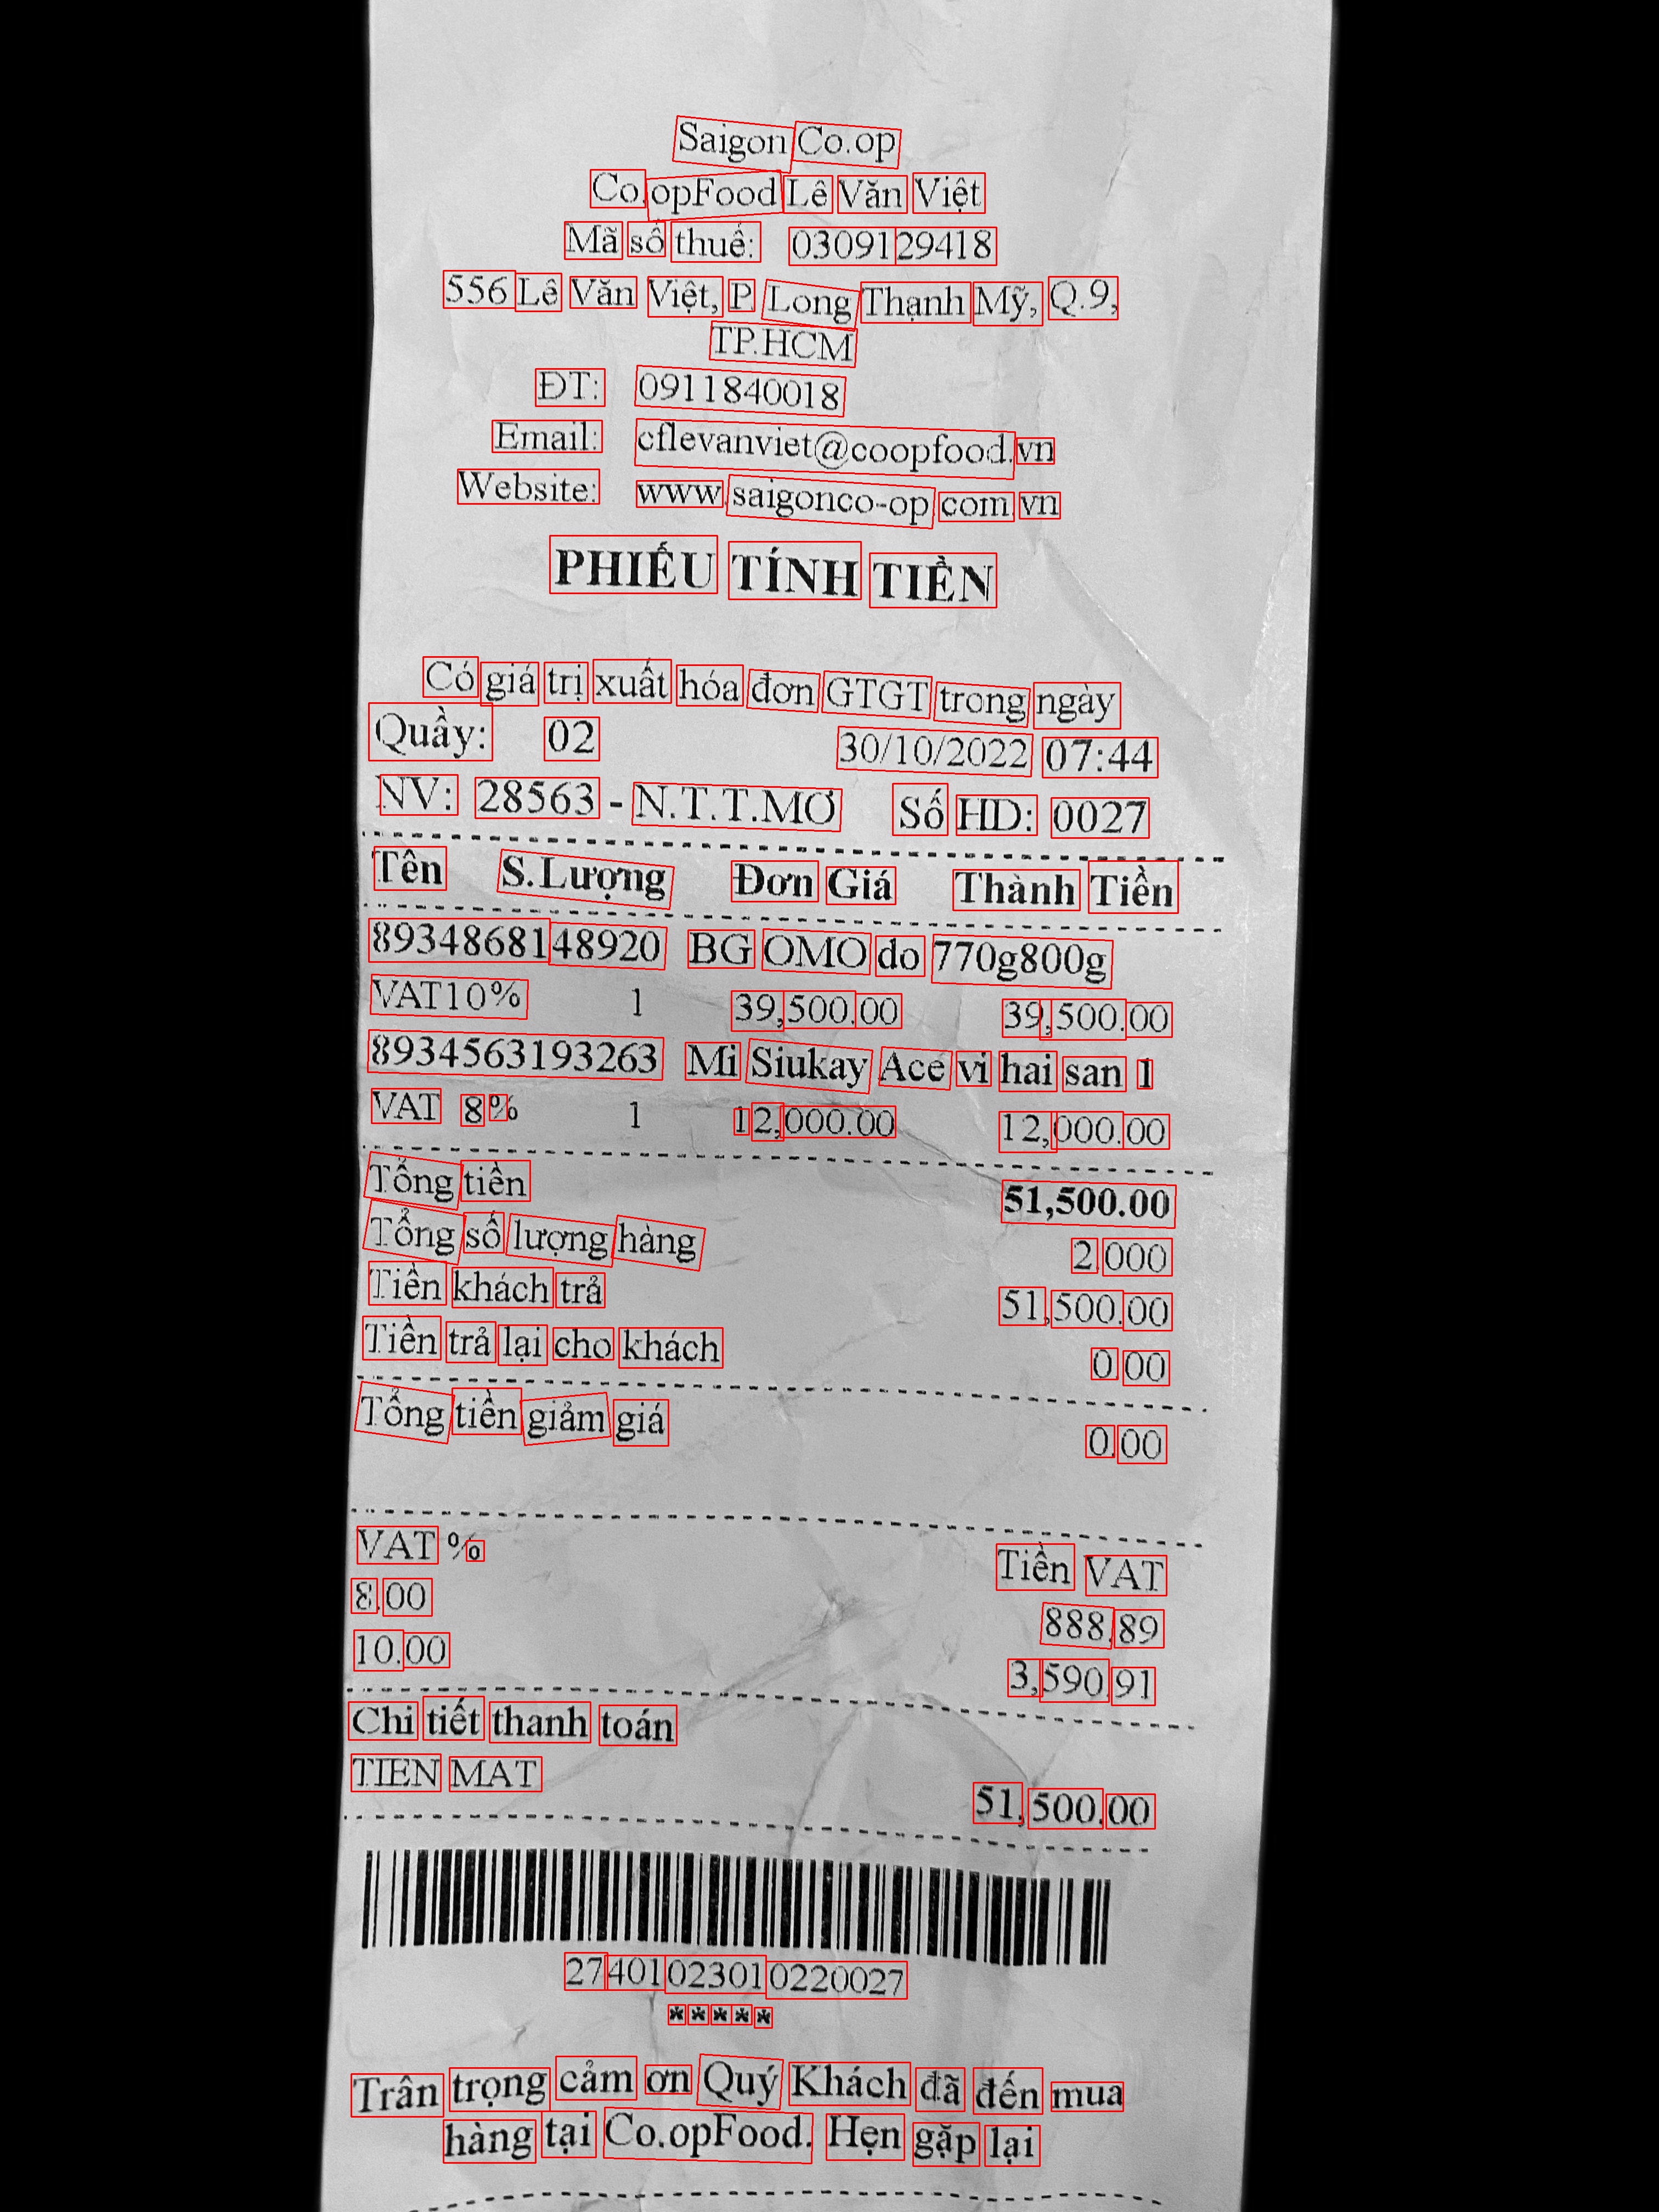 Saigon Co.op
Co.opFood Lê Văn Việt
Mã số thuế: 0309129418
556 Lê Văn Việt, P. Long Thạnh Mỹ, Q.9,
TP.HCM
ĐT: 0911840018
Email: cflevanviet@coopfood.vn
Website: www.saigonco-op.com.vn
PHIẾU TÍNH TIỀN
Có giá trị xuất hóa đơn GTGT trong ngày
Quầy: 02 30/10/2022 07:44
NV: 28563 - N.T.T.MƠ Số HD: 0027
Tên S.Lượng Đơn Giá Thành Tiền
8934868148920 BG OMO do 770g800g
VAT10% 1 39,500.00 39,500.00
8934563193263 Mi Siukay Ace vi hai san 1
VAT 8% 1 12,000.00 12,000.00
Tổng tiền 51,500.00
Tổng số lượng hàng 2.000
Tiền khách trả 51,500.00
Tiền trả lại cho khách 0.00
Tổng tiền giảm giá 0.00
VAT % Tiền VAT
8.00 888.89
10.00 3,590.91
Chi tiết thanh toán
TIEN MAT 51,500.00
27401023010220027
*****
Trân trọng cảm ơn Quý Khách đã đến mua
hàng tại Co.opFood. Hẹn gặp lại